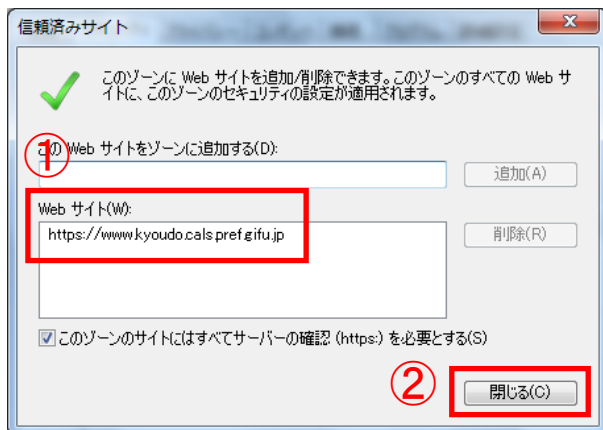 信頼済みサイト
このゾーンに Web サイトを追加/削除できます。このゾーンのすべての Web サ
イトに、このゾーンのセキュリティの設定が適用されます。
①
この Web サイトをゾーンに追加する(D):
追加(A)
Web サイト(W):
https://www.kyoudo.cals.pref.gifu.jp
削除(R)
このゾーンのサイトにはすべてサーバーの確認 (https:) を必要とする(S)
②
閉じる(C)